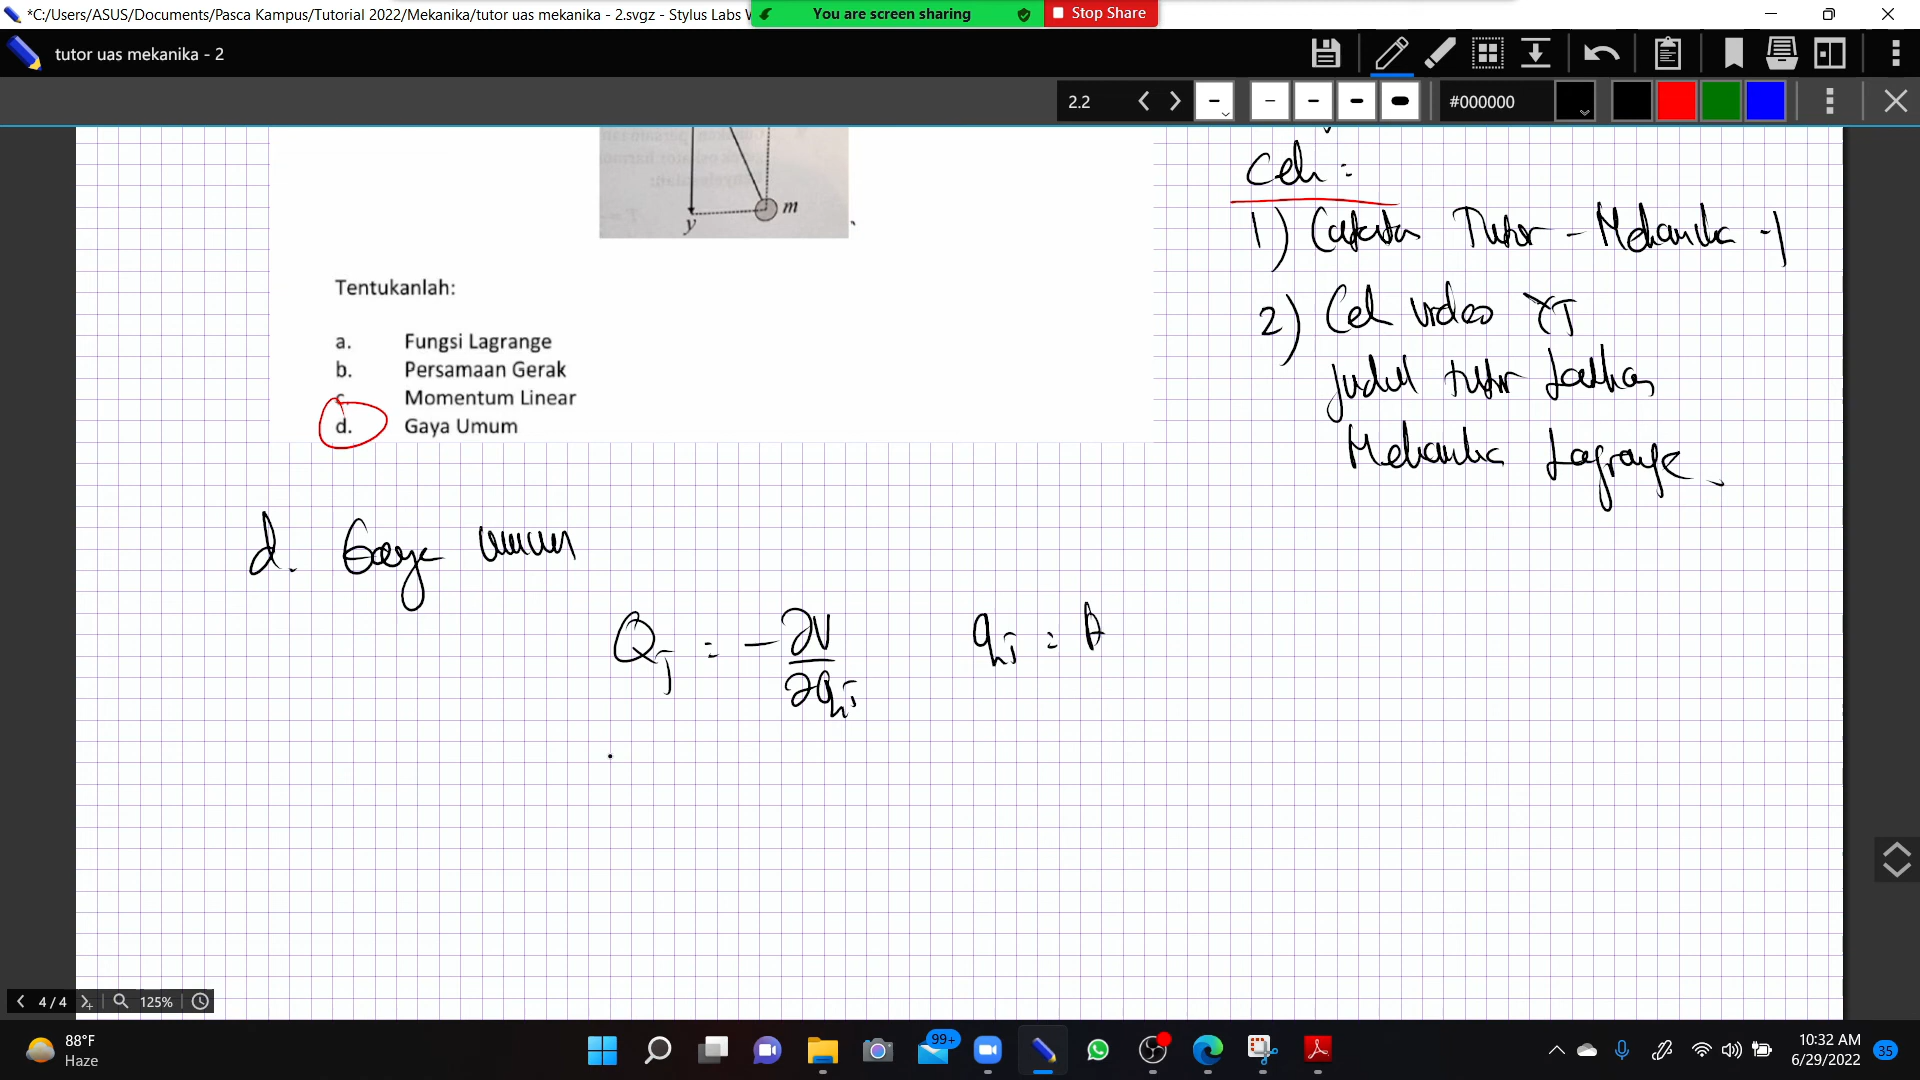 *C:/Users/ASUS/Documents/Pasca Kampus/Tutorial 2022/Mekanika/tutor uas mekanika - 2.svgz - Stylus Labs W
You are screen sharing
Stop Share
tutor uas mekanika - 2
2.2
#000000
y
m
Tentukanlah:
a. Fungsi Lagrange
b. Persamaan Gerak
c. Momentum Linear
d. Gaya Umum
Cek :
1) Catatan Tutor - Mekanika - 1
2) Cek video YT
judul tutor
Mekanika Lagrange
d. Gaya umum
Qj = - ∂V/∂qj
qj = θ
4 / 4
125%
88°F
Haze
99+
10:32 AM
6/29/2022
35